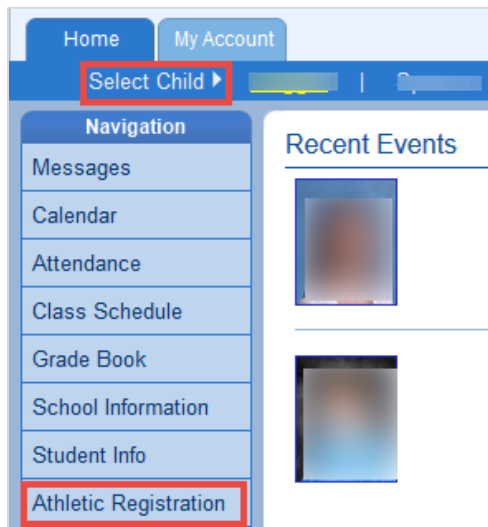 Home My Account
Select Child |
Navigation
Recent Events
Messages
Calendar
Attendance
Class Schedule
Grade Book
School Information
Student Info
Athletic Registration